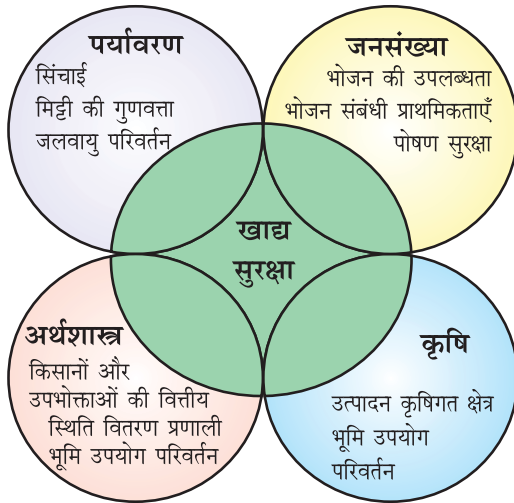 पर्यावरण
सिंचाई
मिट्टी की गुणवत्ता
जलवायु परिवर्तन
जनसंख्या
भोजन की उपलब्धता
भोजन संबंधी प्राथमिकताएँ
पोषण सुरक्षा
खाद्य
सुरक्षा
अर्थशास्त्र
किसानों और
उपभोक्ताओं की वित्तीय
स्थिति वितरण प्रणाली
भूमि उपयोग परिवर्तन
कृषि
उत्पादन कृषिगत क्षेत्र
भूमि उपयोग
परिवर्तन